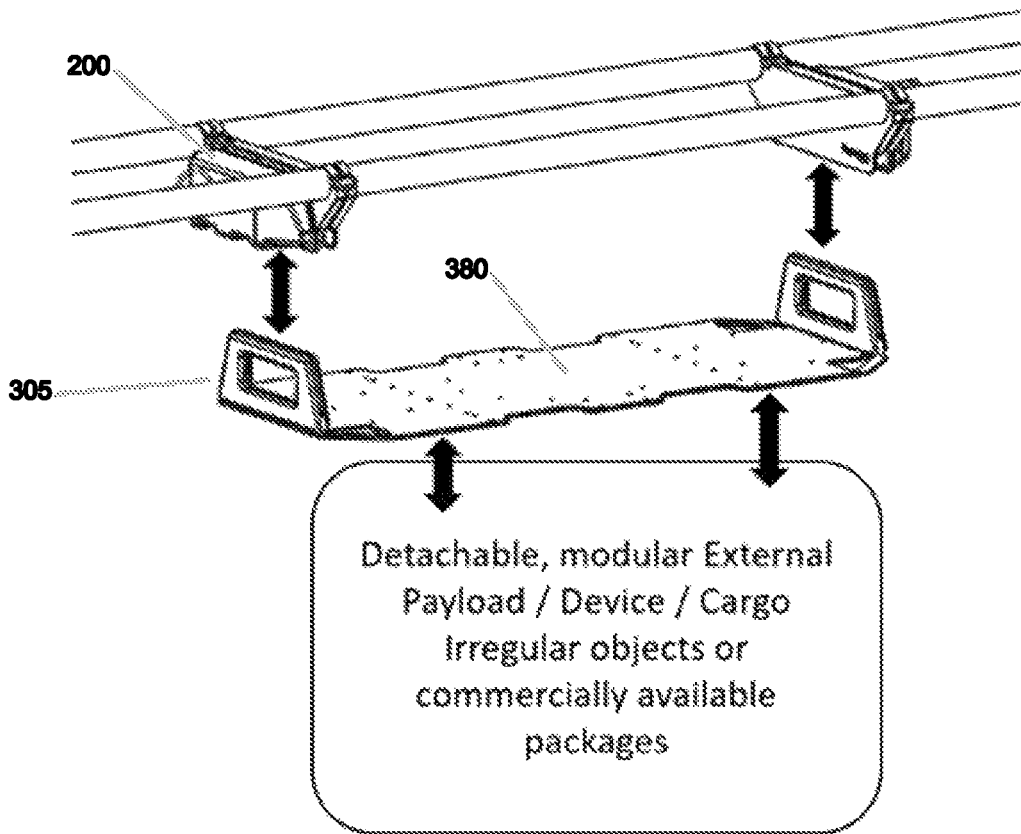 200
380
305
Detachable, modular External
Payload / Device / Cargo
Irregular objects or
commercially available
packages